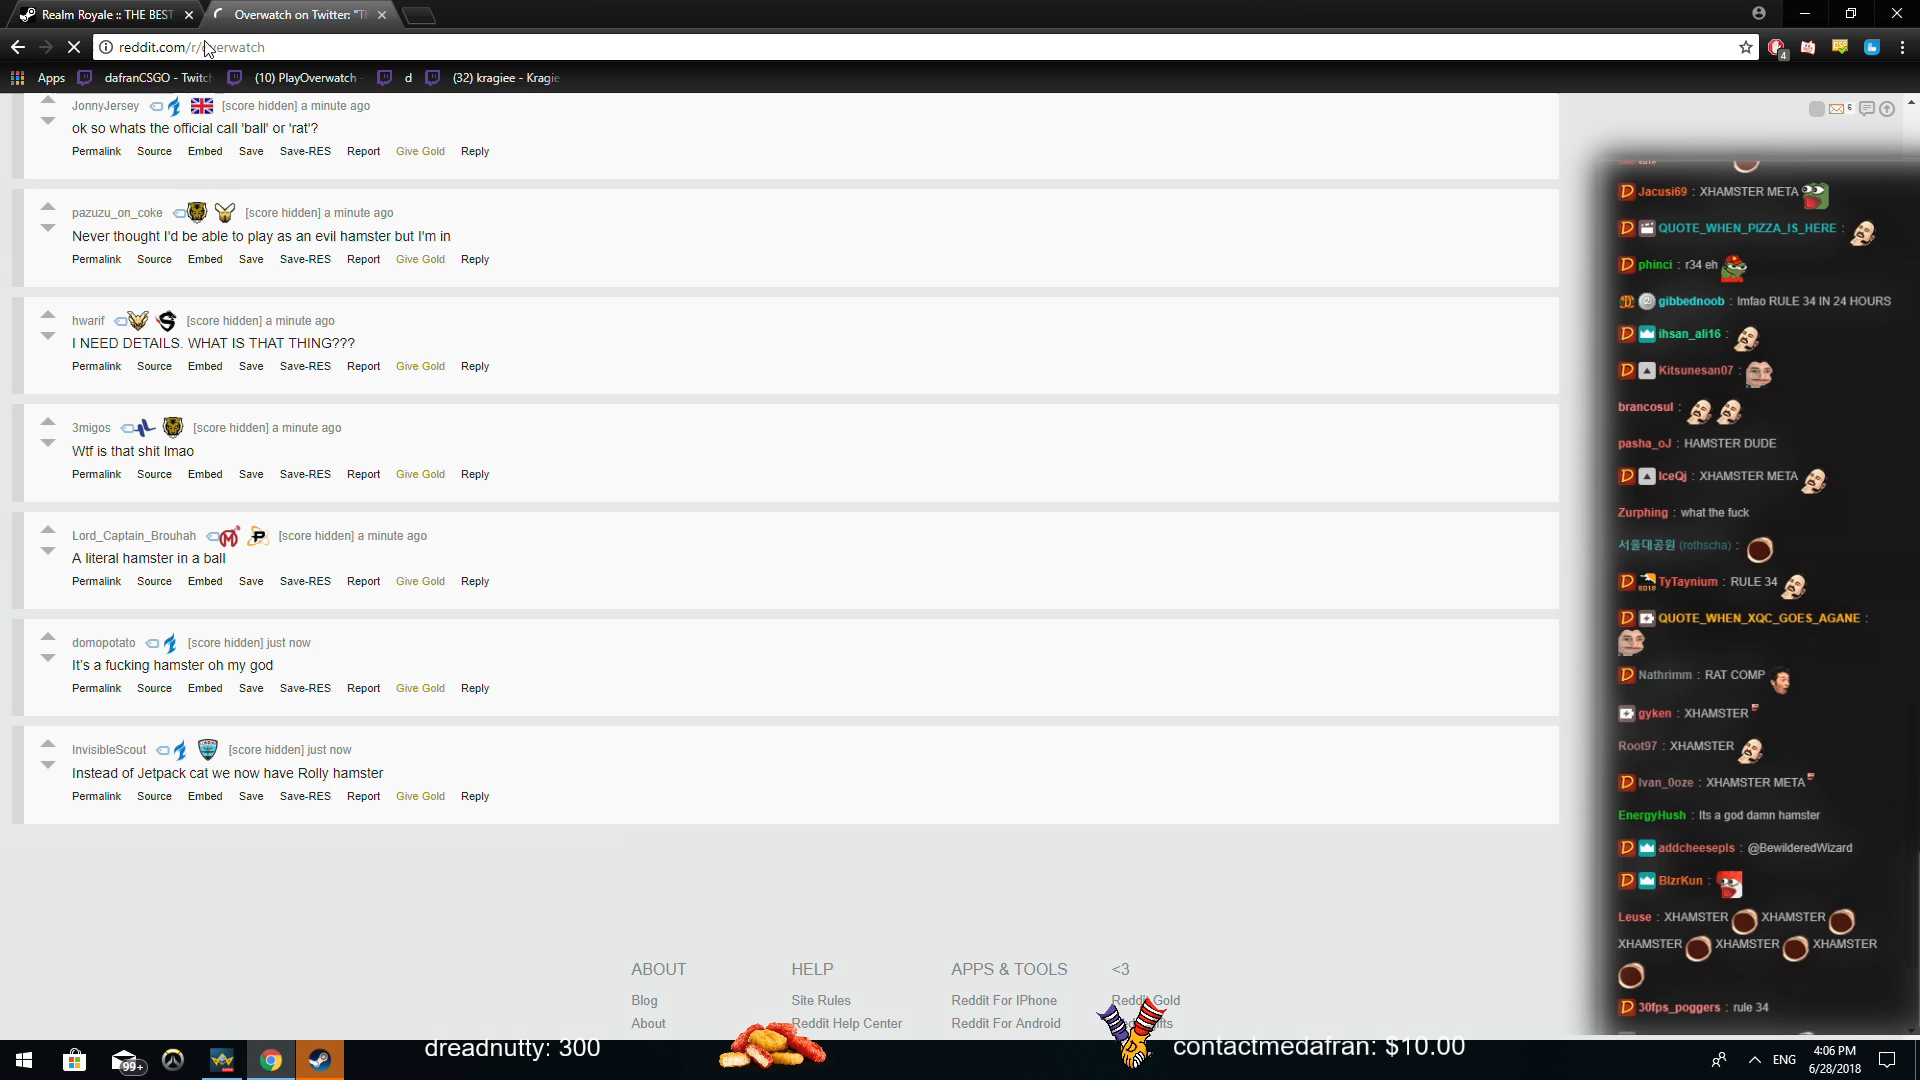 Realm Royale :: THE BEST
Overwatch on Twitter: "T
reddit.com/r/overwatch
4
Apps
dafranCSGO - Twitch
(10) PlayOverwatch
d
(32) kragiee - Kragie
JonnyJersey [score hidden] a minute ago
ok so whats the official call 'ball' or 'rat'?
Permalink Source Embed Save Save-RES Report Give Gold Reply
pazuzu_on_coke [score hidden] a minute ago
Never thought I'd be able to play as an evil hamster but I'm in
Permalink Source Embed Save Save-RES Report Give Gold Reply
hwarif [score hidden] a minute ago
I NEED DETAILS. WHAT IS THAT THING???
Permalink Source Embed Save Save-RES Report Give Gold Reply
3migos [score hidden] a minute ago
Wtf is that shit lmao
Permalink Source Embed Save Save-RES Report Give Gold Reply
Lord_Captain_Brouhah [score hidden] a minute ago
A literal hamster in a ball
Permalink Source Embed Save Save-RES Report Give Gold Reply
domopotato [score hidden] just now
It's a fucking hamster oh my god
Permalink Source Embed Save Save-RES Report Give Gold Reply
InvisibleScout [score hidden] just now
Instead of Jetpack cat we now have Rolly hamster
Permalink Source Embed Save Save-RES Report Give Gold Reply
ABOUT HELP APPS & TOOLS <3
Blog Site Rules Reddit For IPhone Reddit Gold
About Reddit Help Center Reddit For Android
6
Jacusi69 : XHAMSTER META
QUOTE_WHEN_PIZZA_IS_HERE :
phinci : r34 eh
gibbednoob : lmfao RULE 34 IN 24 HOURS
ihsan_ali16 :
Kitsunesan07 :
brancosul :
pasha_oJ : HAMSTER DUDE
IceQj : XHAMSTER META
Zurphing : what the fuck
서울대공원 (rothscha) :
TyTaynium : RULE 34
QUOTE_WHEN_XQC_GOES_AGANE :
Nathrimm : RAT COMP
gyken : XHAMSTER
Root97 : XHAMSTER
Ivan_0oze : XHAMSTER META
EnergyHush : Its a god damn hamster
addcheesepls : @BewilderedWizard
BlzrKun :
Leuse : XHAMSTER XHAMSTER
XHAMSTER XHAMSTER XHAMSTER
30fps_poggers : rule 34
dreadnutty: 300
contactmedafran: $10.00
99+
ENG
4:06 PM
6/28/2018